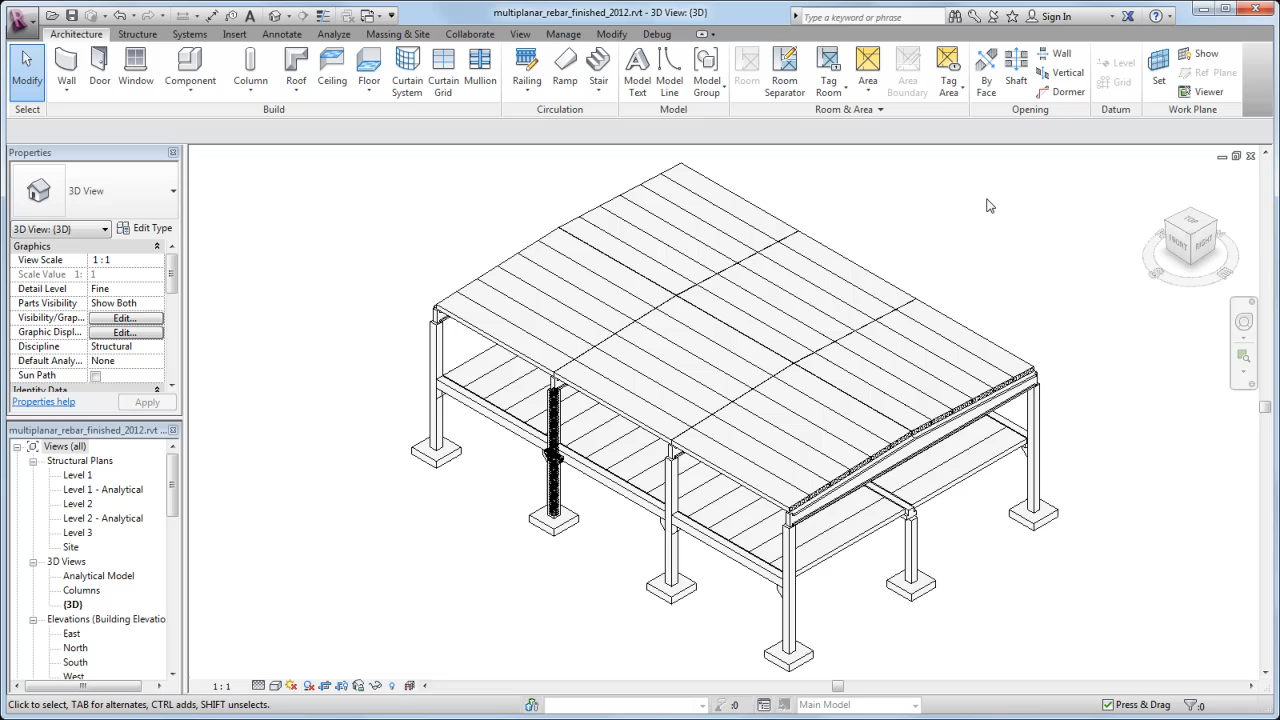 multiplanar_rebar_finished_2012.rvt - 3D View: {3D}
Type a keyword or phrase
Sign In
Architecture Structure Systems Insert Annotate Analyze Massing & Site Collaborate View Manage Modify Debug
Modify
Wall
Door
Window
Component
Column
Roof
Ceiling
Floor
Curtain System
Curtain Grid
Mullion
Railing
Ramp
Stair
Model Text
Model Line
Model Group
Room
Room Separator
Tag Room
Area
Area Boundary
Tag Area
By Face
Shaft
Wall
Vertical
Dormer
Level
Grid
Set
Show
Ref Plane
Viewer
Select Build Circulation Model Room & Area Opening Datum Work Plane
Properties
3D View
3D View: {3D} Edit Type
Graphics
View Scale 1 : 1
Scale Value 1: 1
Detail Level Fine
Parts Visibility Show Both
Visibility/Grap... Edit...
Graphic Displ... Edit...
Discipline Structural
Default Analy... None
Sun Path
Identity Data
Properties help Apply
multiplanar_rebar_finished_2012.rvt ...
Views (all)
Structural Plans
Level 1
Level 1 - Analytical
Level 2
Level 2 - Analytical
Level 3
Site
3D Views
Analytical Model
Columns
{3D}
Elevations (Building Elevatio
East
North
South
West
TOP
FRONT
RIGHT
1 : 1
Click to select, TAB for alternates, CTRL adds, SHIFT unselects.
:0
Main Model
Press & Drag
:0